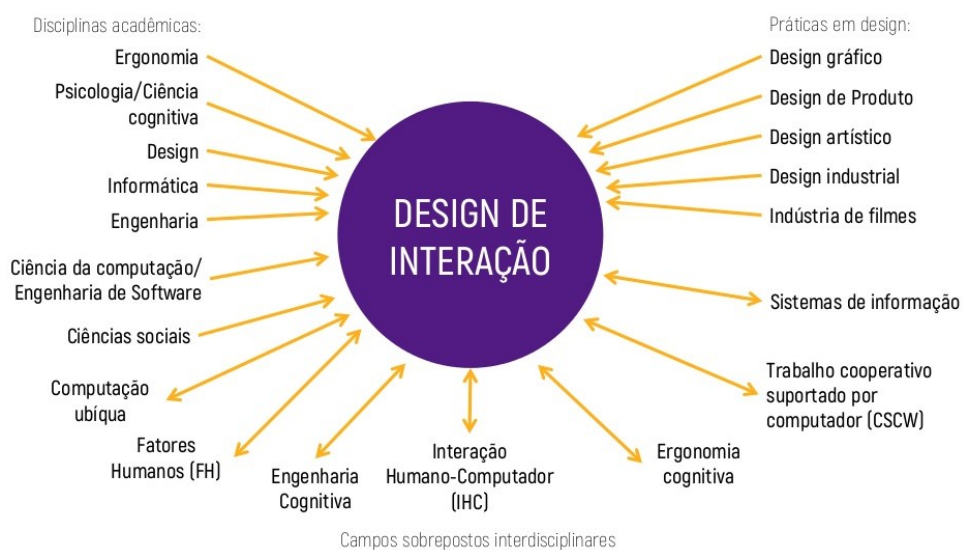 Disciplinas acadêmicas:
Ergonomia
Psicologia/Ciência
cognitiva
Design
Informática
Engenharia
Ciência da computação/
Engenharia de Software
Ciências sociais
Computação
ubíqua
Fatores
Humanos (FH)
Engenharia
Cognitiva
Interação
Humano-Computador
(IHC)
Ergonomia
cognitiva
Trabalho cooperativo
suportado por
computador (CSCW)
Sistemas de informação
Práticas em design:
Design gráfico
Design de Produto
Design artístico
Design industrial
Indústria de filmes
DESIGN DE
INTERAÇÃO
Campos sobrepostos interdisciplinares